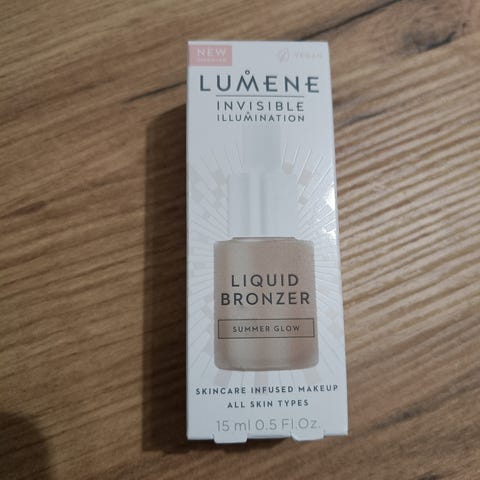 NEW
VEGAN
LUMENE
INVISIBLE
ILLUMINATION
LIQUID
BRONZER
SUMMER GLOW
SKINCARE INFUSED MAKEUP
ALL SKIN TYPES
15 ml 0.5 Fl.Oz.